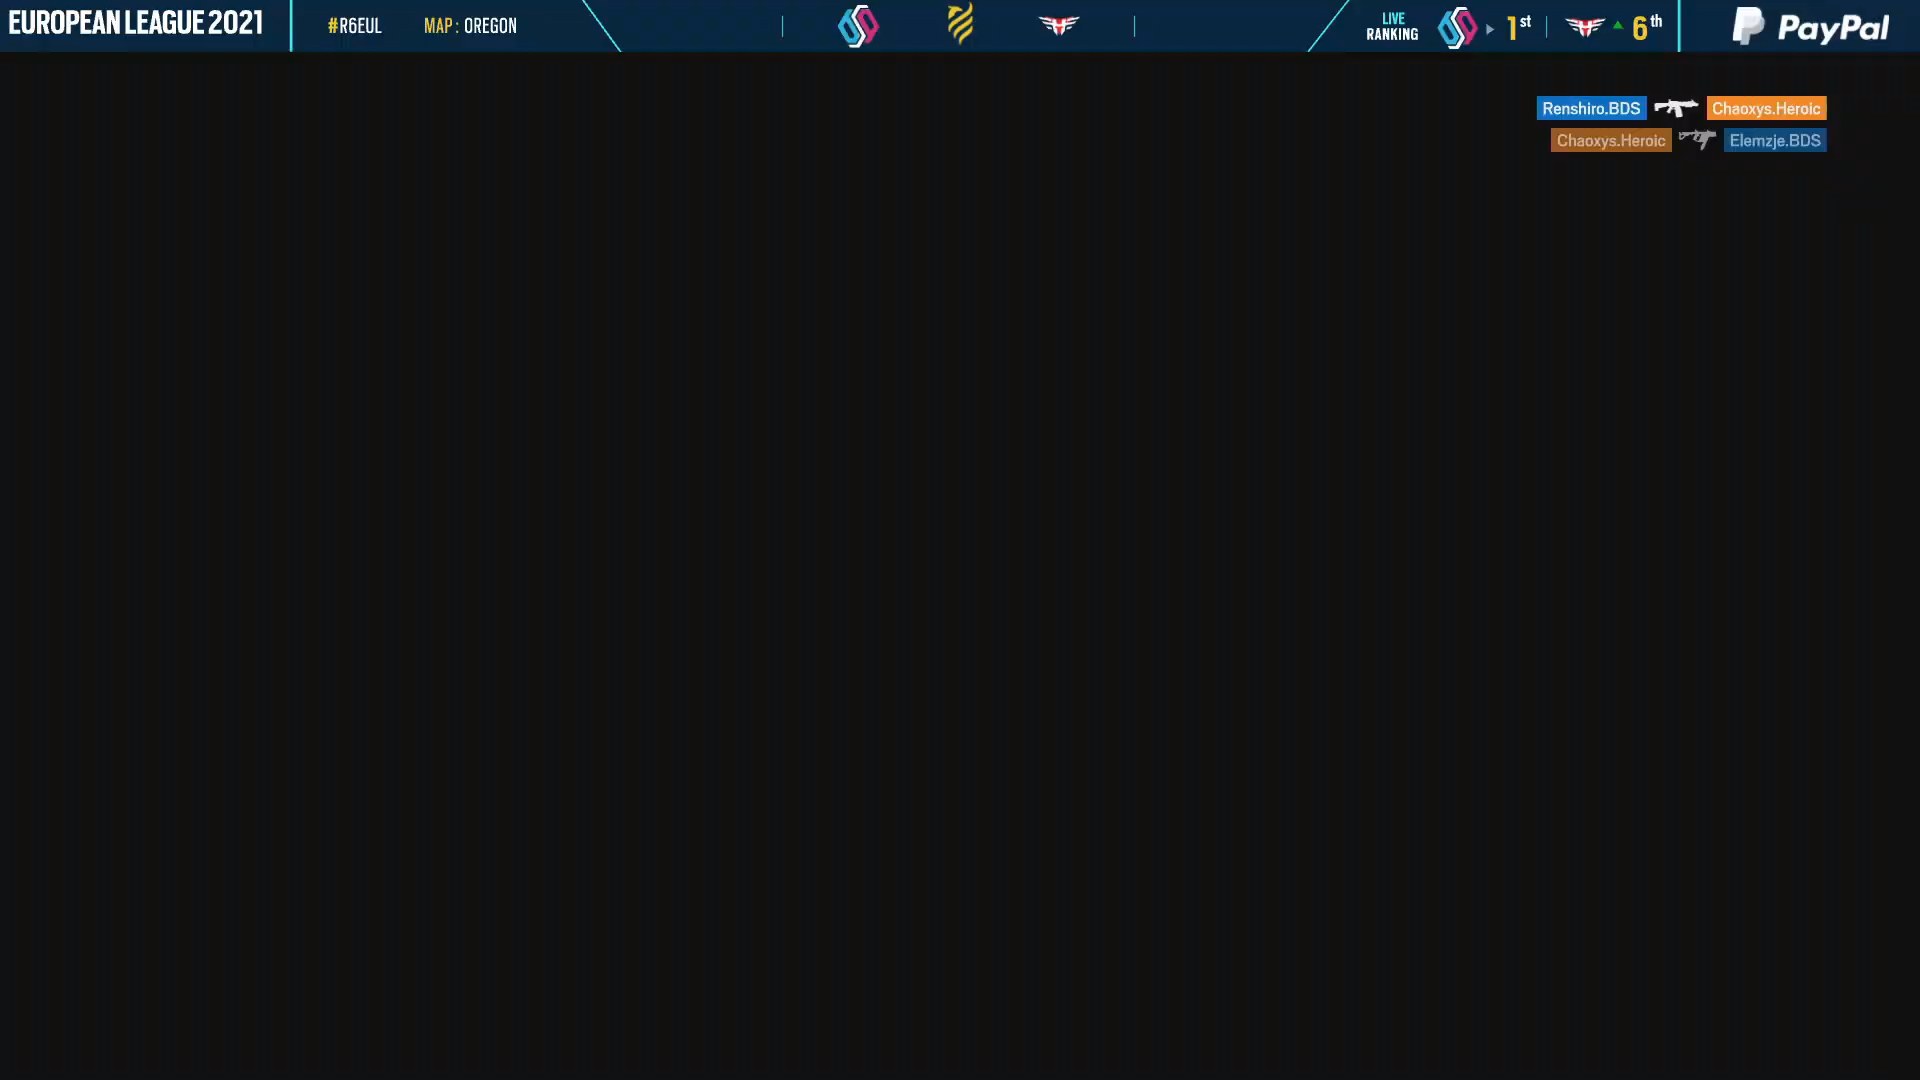 EUROPEAN LEAGUE 2021
#R6EUL
MAP : OREGON
LIVE RANKING
1st
6th
PayPal
Renshiro.BDS Chaoxys.Heroic
Chaoxys.Heroic Elemzje.BDS